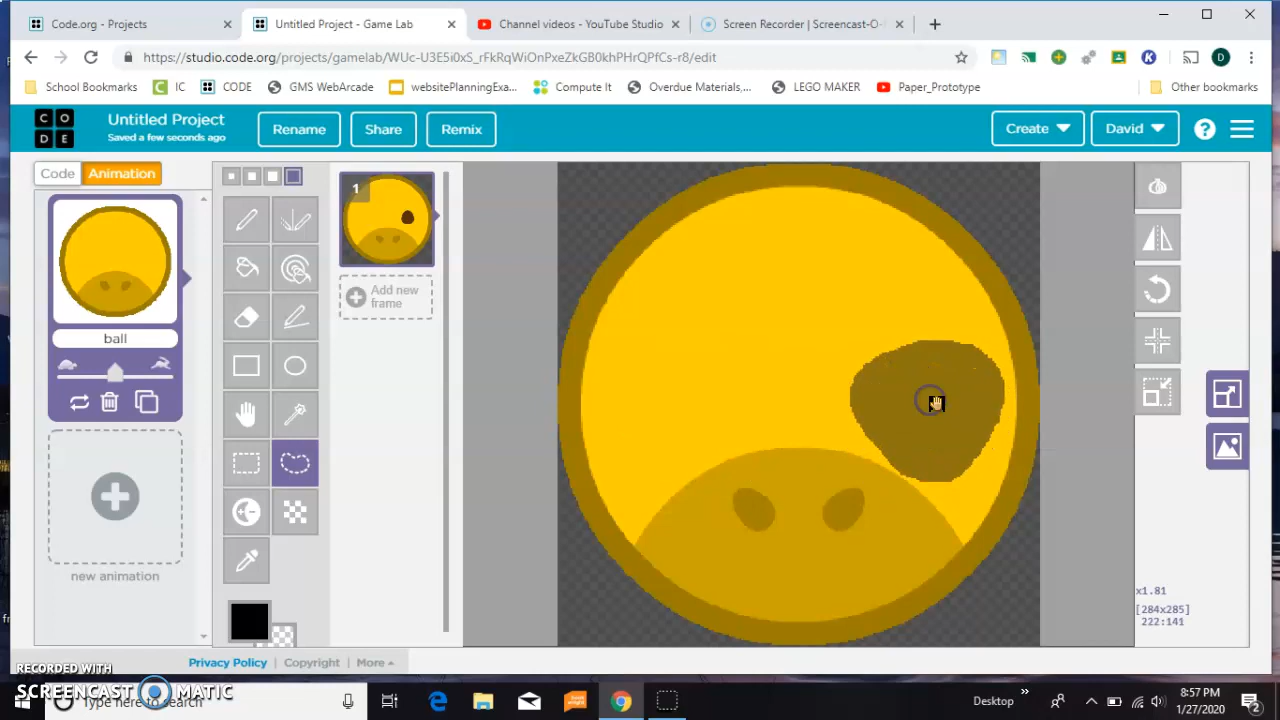 Code.org - Projects
Untitled Project - Game Lab
Channel videos - YouTube Studio
Screen Recorder | Screencast-O-
https://studio.code.org/projects/gamelab/WUc-U3E5i0xS_rFkRqWiOnPxeZkGB0khPHrQPfCs-r8/edit
D
School Bookmarks
IC
CODE
GMS WebArcade
websitePlanningExa...
Compute It
Overdue Materials,...
LEGO MAKER
Paper_Prototype
Other bookmarks
CO
DE
Untitled Project
Saved a few seconds ago
Rename
Share
Remix
Create
David
?
Code
Animation
1
Add new
frame
ball
new animation
x1.81
[284x285]
222:141
Privacy Policy
Copyright
More
RECORDED WITH
SCREENCAST MATIC
Type here to search
Desktop
8:57 PM
1/27/2020
2